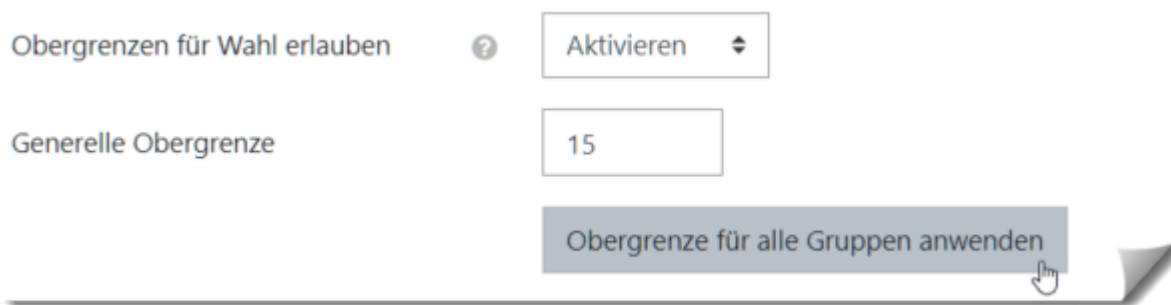 Obergrenzen für Wahl erlauben ? Aktivieren
Generelle Obergrenze 15
Obergrenze für alle Gruppen anwenden